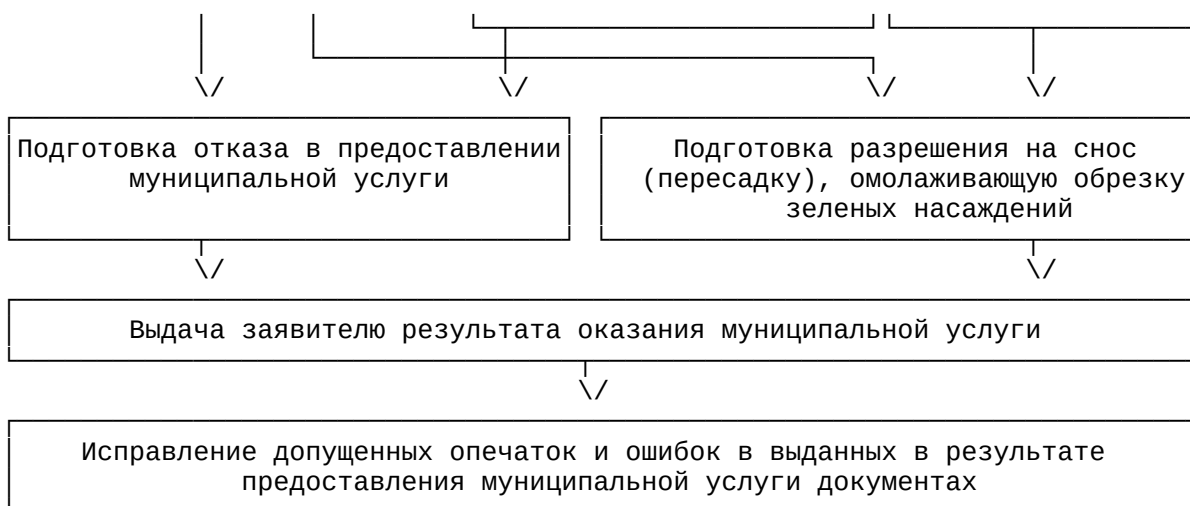 Подготовка отказа в предоставлении
муниципальной услуги
Подготовка разрешения на снос
(пересадку), омолаживающую обрезку
зеленых насаждений
Выдача заявителю результата оказания муниципальной услуги
Исправление допущенных опечаток и ошибок в выданных в результате
предоставления муниципальной услуги документах